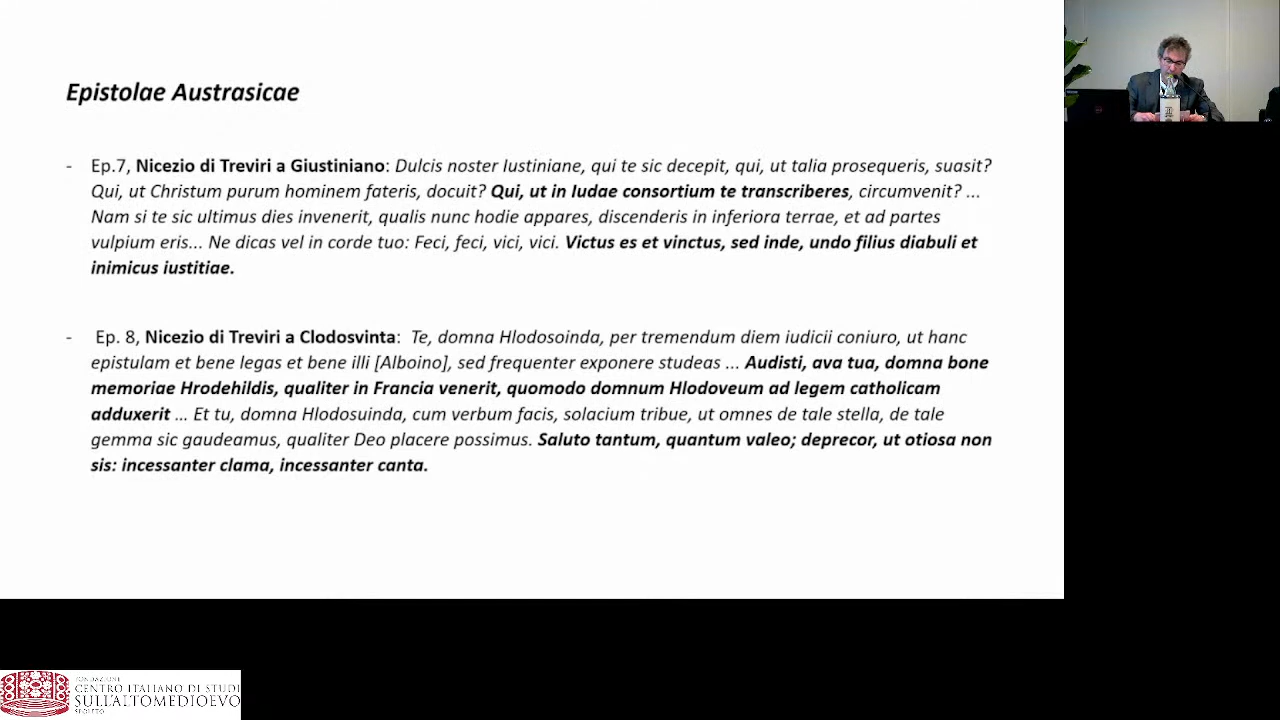 Epistolae Austrasicae
- Ep.7, Nicezio di Treviri a Giustiniano: Dulcis noster Iustiniane, qui te sic decepit, qui, ut talia prosequeris, suasit?
Qui, ut Christum purum hominem fateris, docuit? Qui, ut in Iudae consortium te transcriberes, circumvenit? ...
Nam si te sic ultimus dies invenerit, qualis nunc hodie appares, discenderis in inferiora terrae, et ad partes
vulpium eris... Ne dicas vel in corde tuo: Feci, feci, vici, vici. Victus es et vinctus, sed inde, undo filius diabuli et
inimicus iustitiae.
- Ep. 8, Nicezio di Treviri a Clodosvinta: Te, domna Hlodosoinda, per tremendum diem iudicii coniuro, ut hanc
epistulam et bene legas et bene illi [Alboino], sed frequenter exponere studeas ... Audisti, ava tua, domna bone
memoriae Hrodehildis, qualiter in Francia venerit, quomodo domnum Hlodoveum ad legem catholicam
adduxerit ... Et tu, domna Hlodosuinda, cum verbum facis, solacium tribue, ut omnes de tale stella, de tale
gemma sic gaudeamus, qualiter Deo placere possimus. Saluto tantum, quantum valeo; deprecor, ut otiosa non
sis: incessanter clama, incessanter canta.
FONDAZIONE
CENTRO ITALIANO DI STUDI
SULL'ALTOMEDIOEVO
SPOLETO